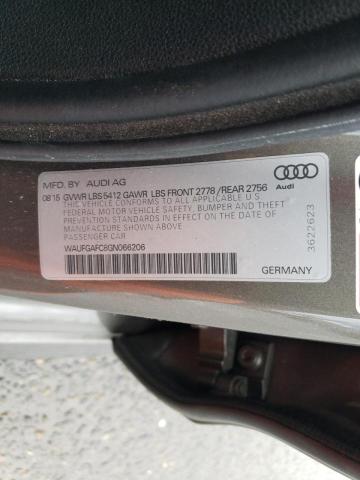 MFD. BY AUDI AG
08 15 GVWR LBS 5412 GAWR LBS FRONT 2778 /REAR 2756
THIS VEHICLE CONFORMS TO ALL APPLICABLE U S
FEDERAL MOTOR VEHICLE SAFETY, BUMPER AND THEFT
PREVENTION STANDARDS IN EFFECT ON THE DATE OF
MANUFACTURE SHOWN ABOVE
PASSENGER CAR
WAUFGAFC8GN066206
Audi
3622623
GERMANY